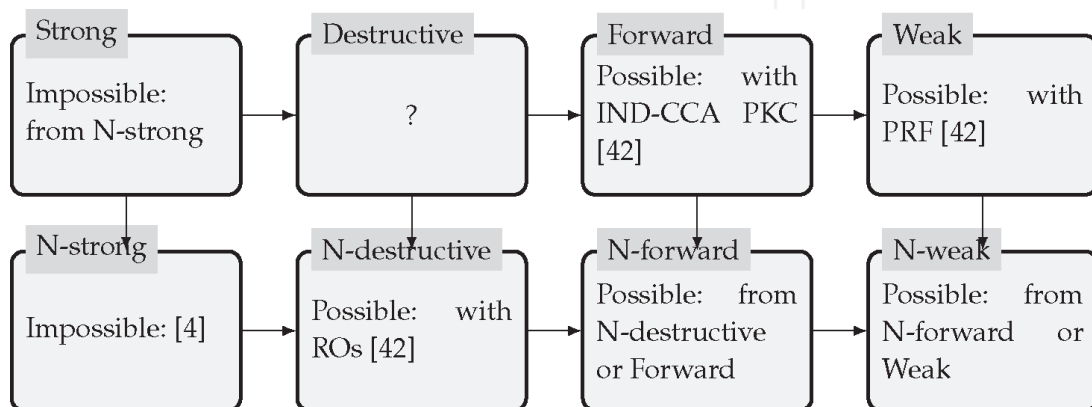 Strong
Impossible:
from N-strong
Destructive
?
Forward
Possible: with
IND-CCA PKC
[42]
Weak
Possible: with
PRF [42]
N-strong
Impossible: [4]
N-destructive
Possible: with
ROs [42]
N-forward
Possible: from
N-destructive
or Forward
N-weak
Possible: from
N-forward or
Weak